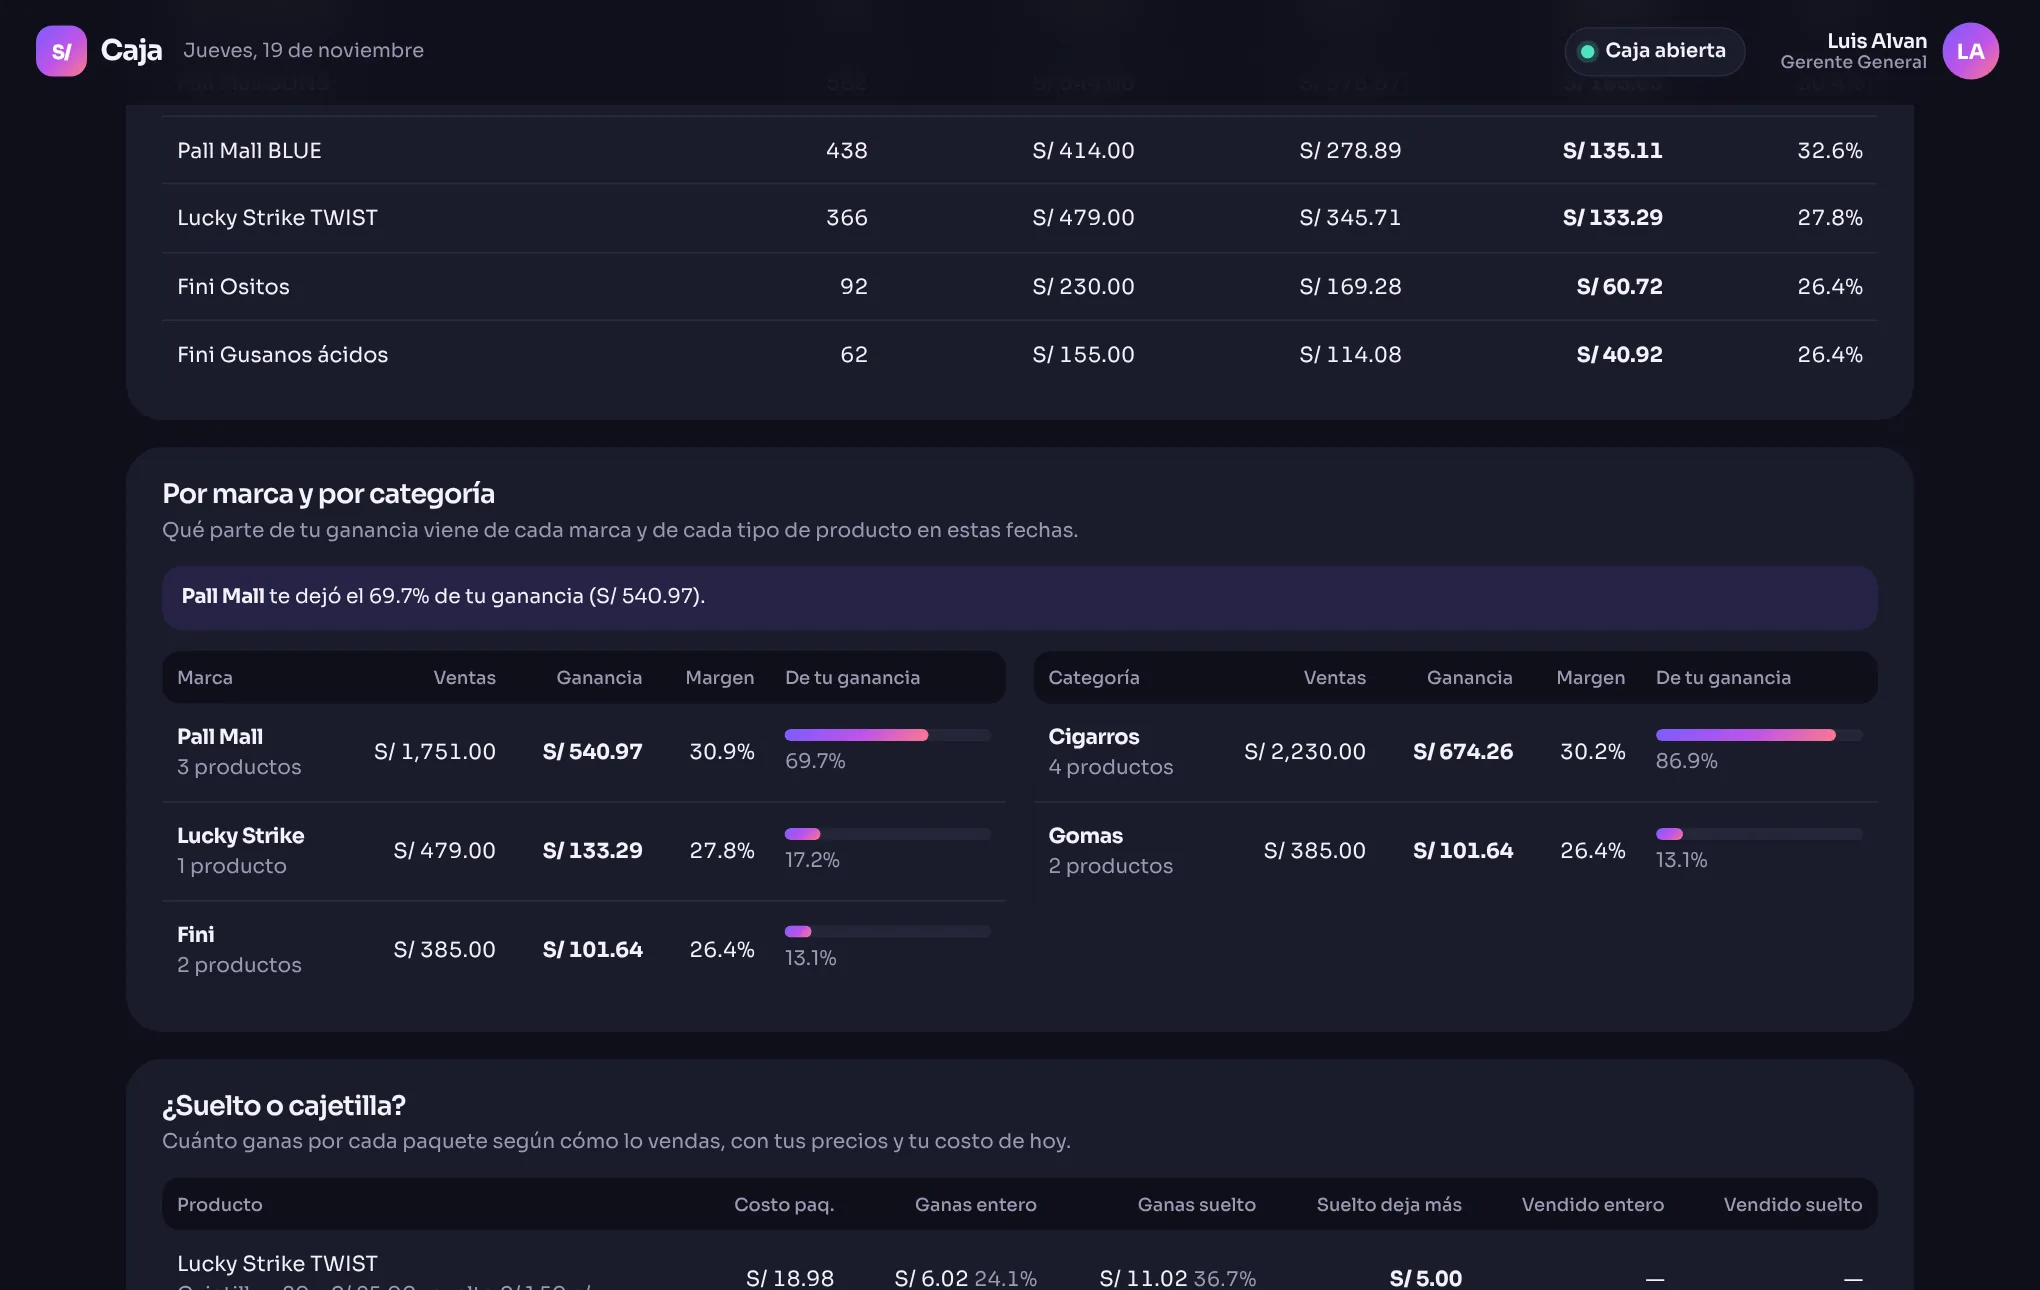 S/ Caja Jueves, 19 de noviembre Caja abierta Luis Alvan LA
Gerente General
Pall Mall BLUE 438 S/ 414.00 S/ 278.89 S/ 135.11 32.6%
Lucky Strike TWIST 366 S/ 479.00 S/ 345.71 S/ 133.29 27.8%
Fini Ositos 92 S/ 230.00 S/ 169.28 S/ 60.72 26.4%
Fini Gusanos ácidos 62 S/ 155.00 S/ 114.08 S/ 40.92 26.4%
Por marca y por categoría
Qué parte de tu ganancia viene de cada marca y de cada tipo de producto en estas fechas.
Pall Mall te dejó el 69.7% de tu ganancia (S/ 540.97).
Marca Ventas Ganancia Margen De tu ganancia
Pall Mall S/ 1,751.00 S/ 540.97 30.9% 69.7%
3 productos
Lucky Strike S/ 479.00 S/ 133.29 27.8% 17.2%
1 producto
Fini S/ 385.00 S/ 101.64 26.4% 13.1%
2 productos
Categoría Ventas Ganancia Margen De tu ganancia
Cigarros S/ 2,230.00 S/ 674.26 30.2% 86.9%
4 productos
Gomas S/ 385.00 S/ 101.64 26.4% 13.1%
2 productos
¿Suelto o cajetilla?
Cuánto ganas por cada paquete según cómo lo vendas, con tus precios y tu costo de hoy.
Producto Costo paq. Ganas entero Ganas suelto Suelto deja más Vendido entero Vendido suelto
Lucky Strike TWIST S/ 18.98 S/ 6.02 24.1% S/ 11.02 36.7% S/ 5.00 — —